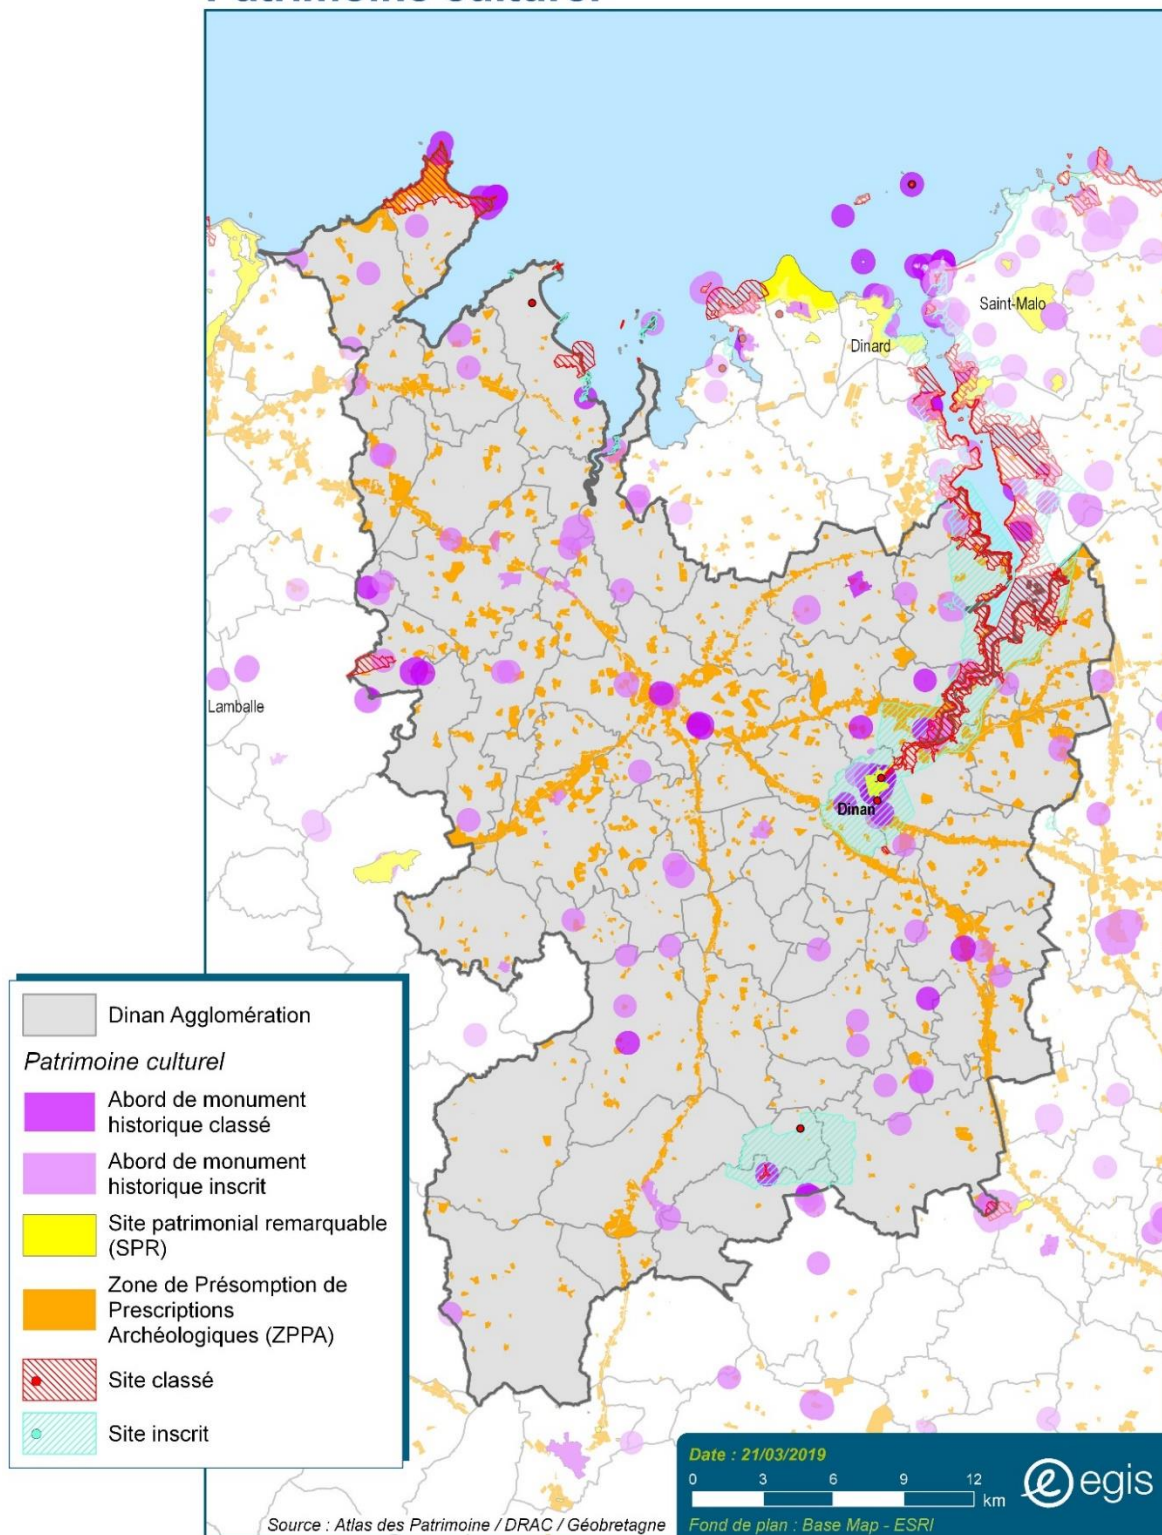 Patrimoine culturel
Saint-Malo
Dinard
Lamballe
Dinan
Dinan Agglomération
Patrimoine culturel
Abord de monument
historique classé
Abord de monument
historique inscrit
Site patrimonial remarquable
(SPR)
Zone de Présomption de
Prescriptions
Archéologiques (ZPPA)
Site classé
Site inscrit
Date : 21/03/2019
0 3 6 9 12
km
egis
Source : Atlas des Patrimoine / DRAC / Géobretagne
Fond de plan : Base Map - ESRI